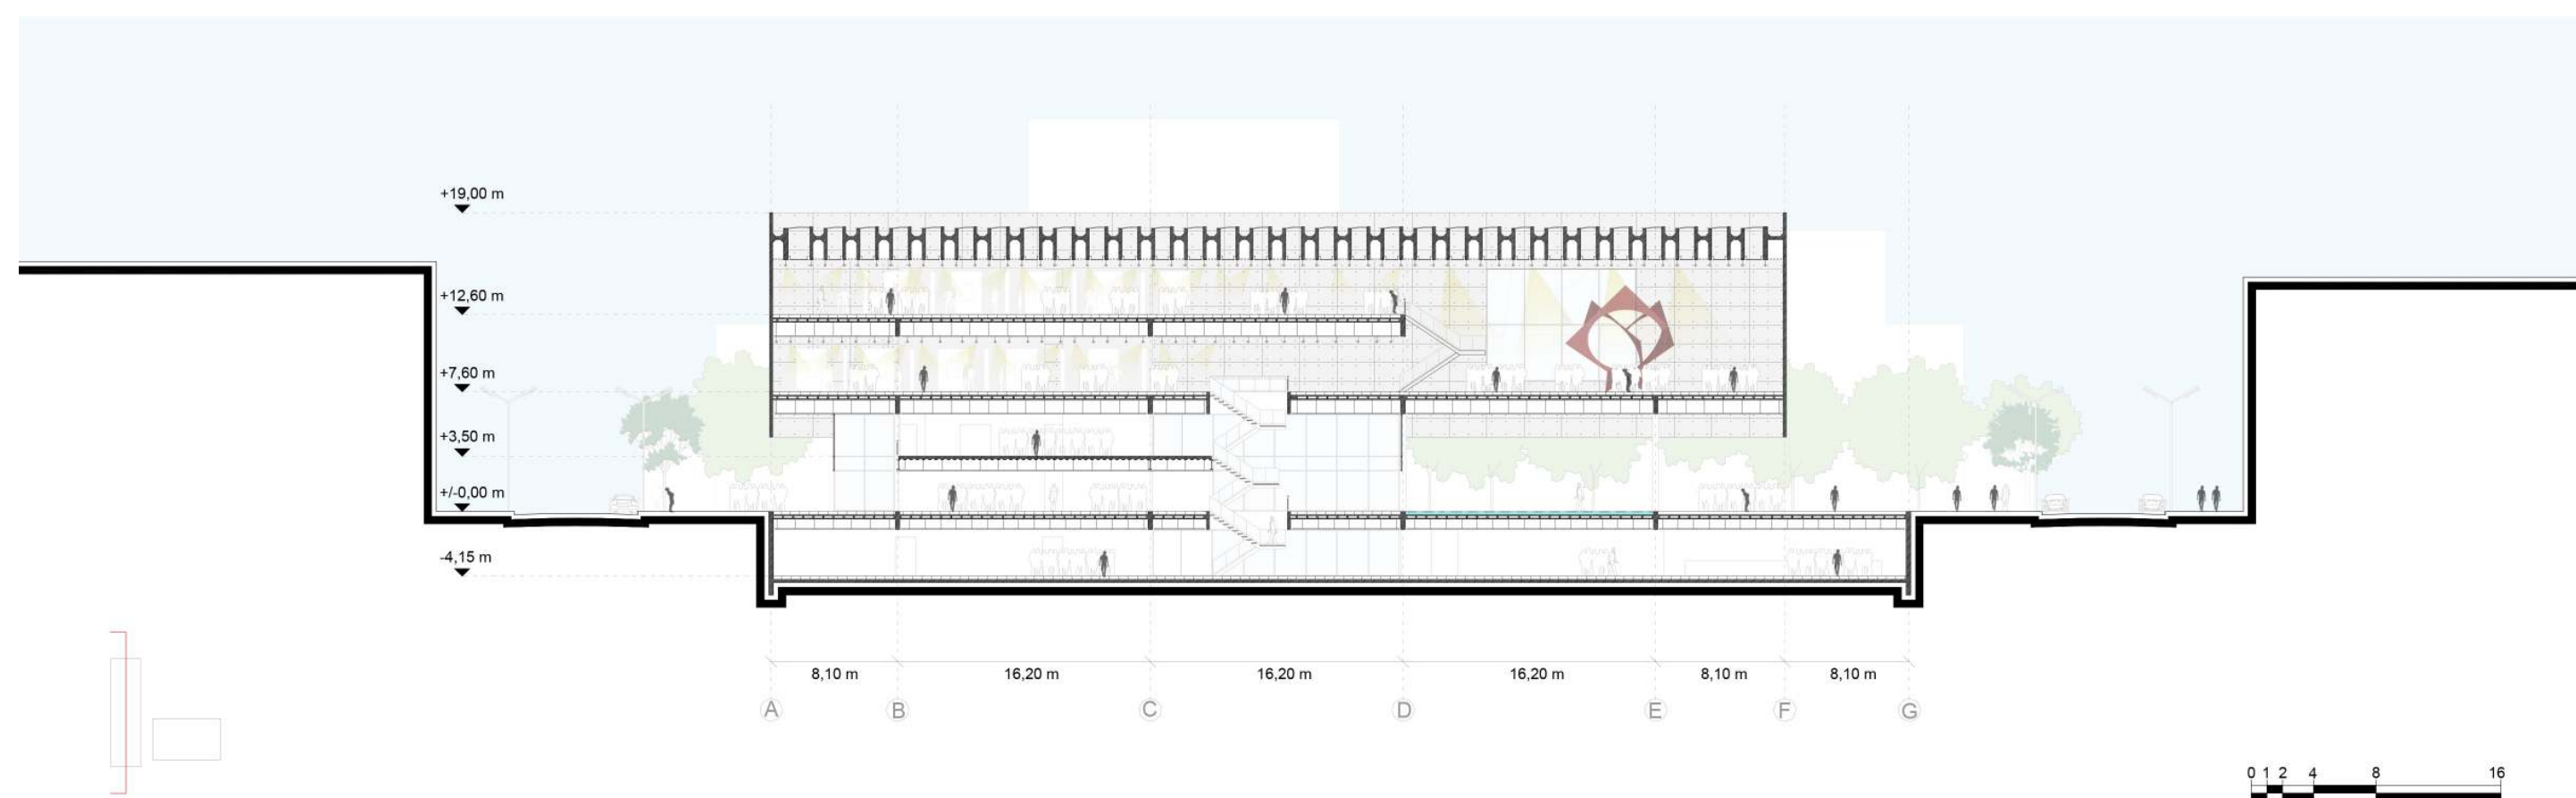 +19,00 m
+12,60 m
+7,60 m
+3,50 m
+/-0,00 m
-4,15 m
8,10 m 16,20 m 16,20 m 16,20 m 8,10 m 8,10 m
A B C D E F G
0 1 2 4 8 16